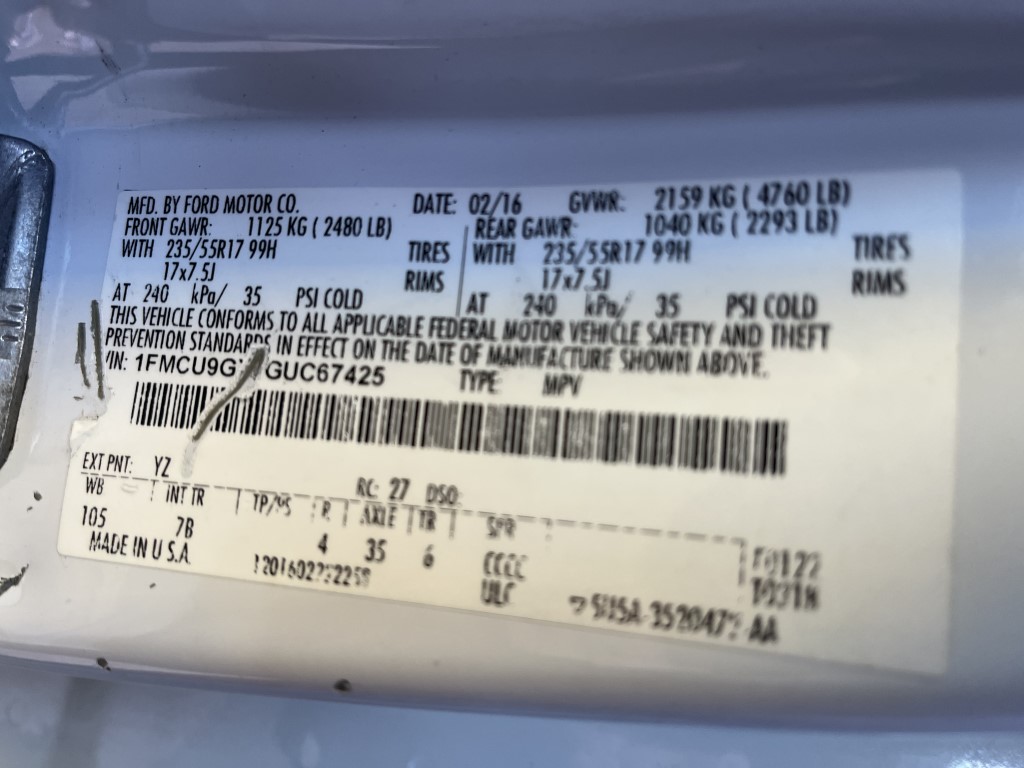 MFD. BY FORD MOTOR CO. DATE: 02/16 GVWR: 2159 KG ( 4760 LB)
FRONT GAWR: 1125 KG ( 2480 LB) REAR GAWR: 1040 KG ( 2293 LB)
WITH 235/55R17 99H TIRES WITH 235/55R17 99H TIRES
17x7.5J RIMS 17x7.5J RIMS
AT 240 kPa/ 35 PSI COLD AT 240 kPa/ 35 PSI COLD
THIS VEHICLE CONFORMS TO ALL APPLICABLE FEDERAL MOTOR VEHICLE SAFETY AND THEFT
PREVENTION STANDARDS IN EFFECT ON THE DATE OF MANUFACTURE SHOWN ABOVE.
VIN: TYPE: MPV
EXT PNT: YZ RC: 27 DSO:
WB INT TR TP/PS R AXLE TR SPR
105 7B 4 35 6 CCCC
MADE IN U S.A. ULC